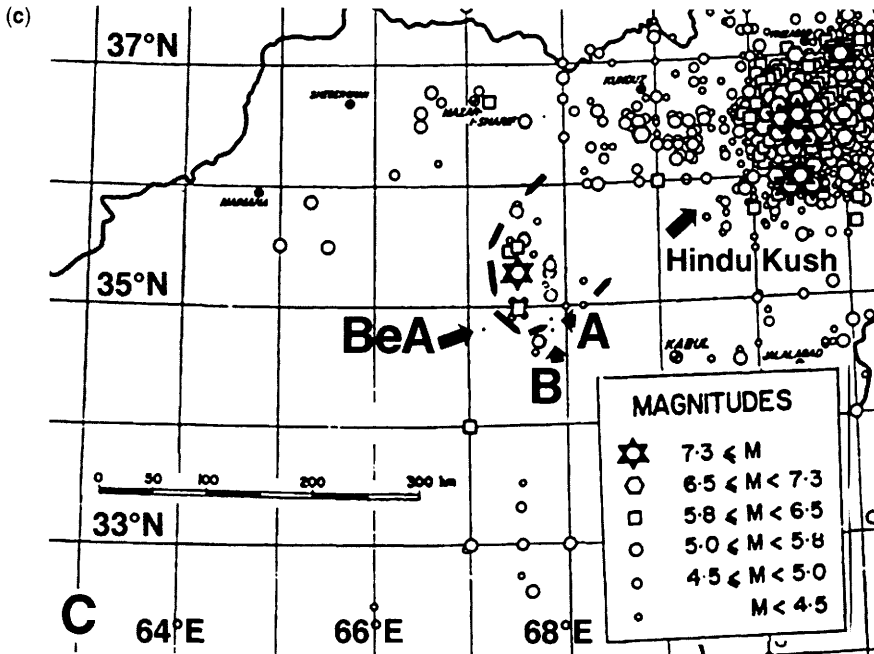 (c)
37°N
KUNDUZ
MAZAR
I-SHARIF
35°N
Hindu Kush
BeA
A
B
KABUL
JALALABAD
MAGNITUDES
7·3 ⩽ M
6·5 ⩽ M < 7·3
5·8 ⩽ M < 6·5
5·0 ⩽ M < 5·8
4·5 ⩽ M < 5·0
M < 4·5
0 50 100 200 300 km
33°N
C
64°E 66°E 68°E